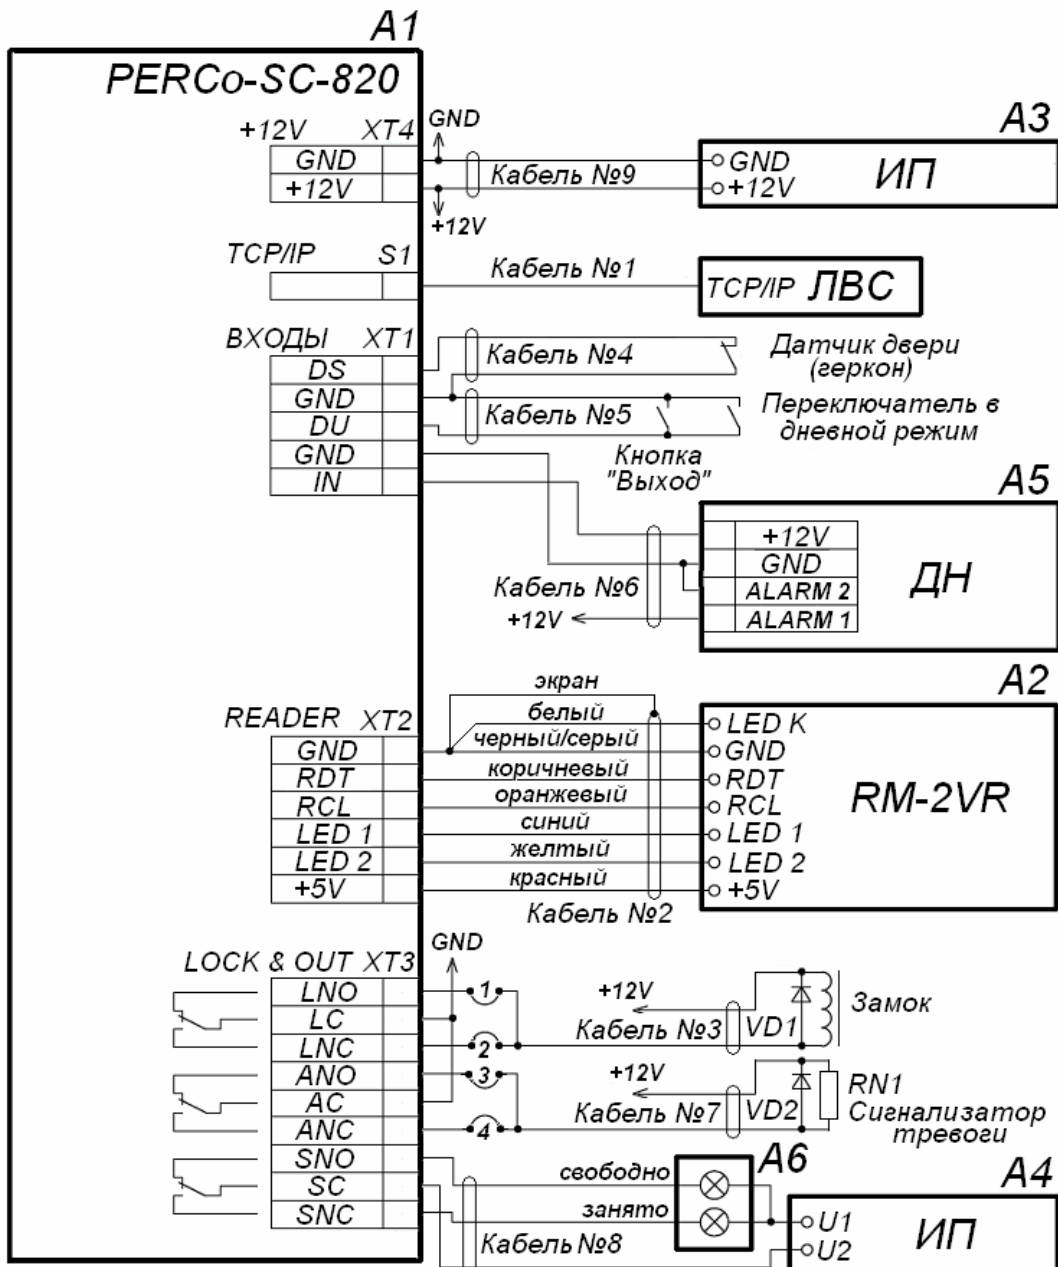 A1
PERCo-SC-820
+12V XT4
GND
+12V
GND
+12V
Кабель №9
A3
GND
+12V
ИП
TCP/IP S1
Кабель №1
TCP/IP ЛВС
ВХОДЫ XT1
DS
GND
DU
GND
IN
Кабель №4
Датчик двери
(геркон)
Кабель №5
Переключатель в
дневной режим
Кнопка
"Выход"
A5
+12V
GND
ALARM 2
ALARM 1
ДН
Кабель №6
+12V
A2
экран
белый
черный/серый
коричневый
оранжевый
синий
желтый
красный
Кабель №2
READER XT2
GND
RDT
RCL
LED 1
LED 2
+5V
LED K
GND
RDT
RCL
LED 1
LED 2
+5V
RM-2VR
GND
LOCK & OUT XT3
LNO
LC
LNC
ANO
AC
ANC
SNO
SC
SNC
1
2
3
4
+12V
Кабель №3
VD1
Замок
+12V
Кабель №7
VD2
RN1
Сигнализатор
тревоги
свободно
занято
Кабель №8
A6
A4
U1
U2
ИП